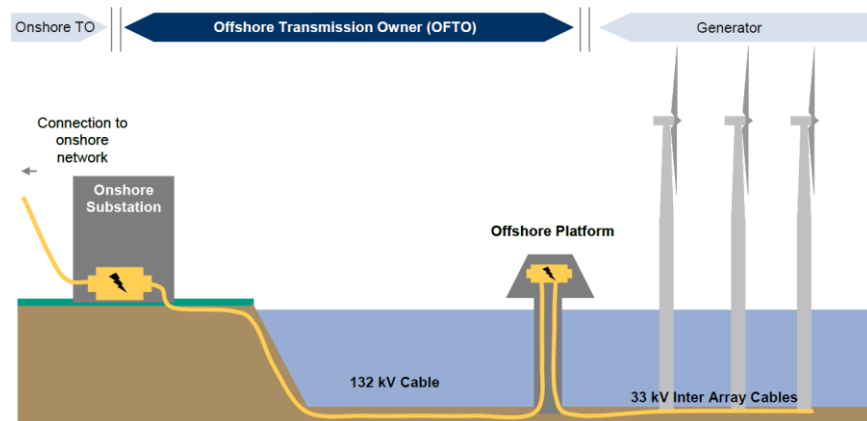 Onshore TO
Offshore Transmission Owner (OFTO)
Generator
Connection to
onshore
network
Onshore
Substation
Offshore Platform
132 kV Cable
33 kV Inter Array Cables